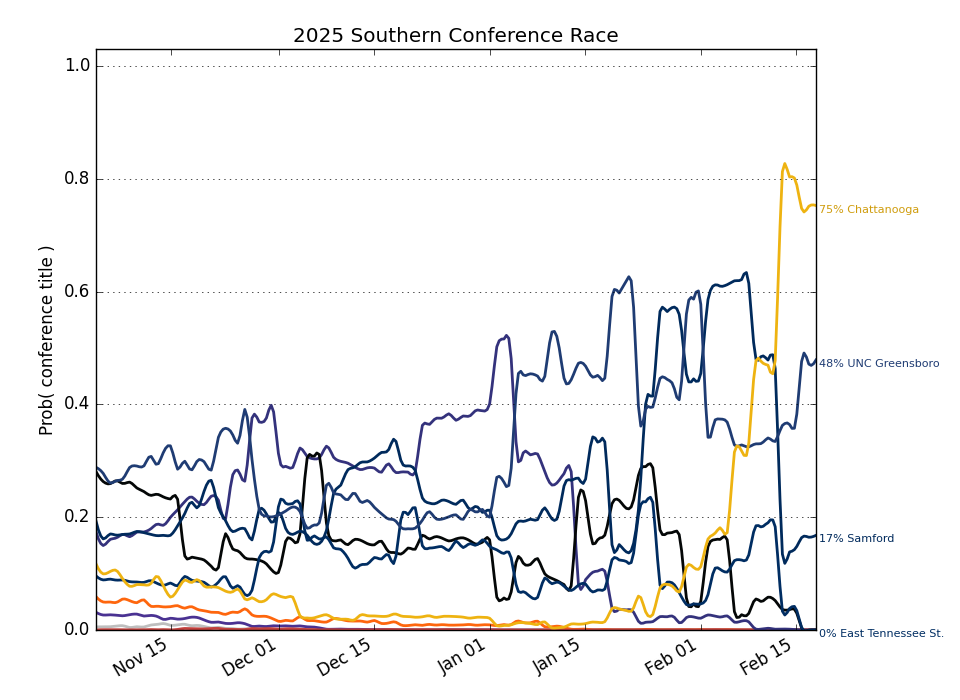 2025 Southern Conference Race
Prob( conference title )
1.0
0.8
0.6
0.4
0.2
0.0
75% Chattanooga
48% UNC Greensboro
17% Samford
0% East Tennessee St.
Nov 15
Dec 01
Dec 15
Jan 01
Jan 15
Feb 01
Feb 15